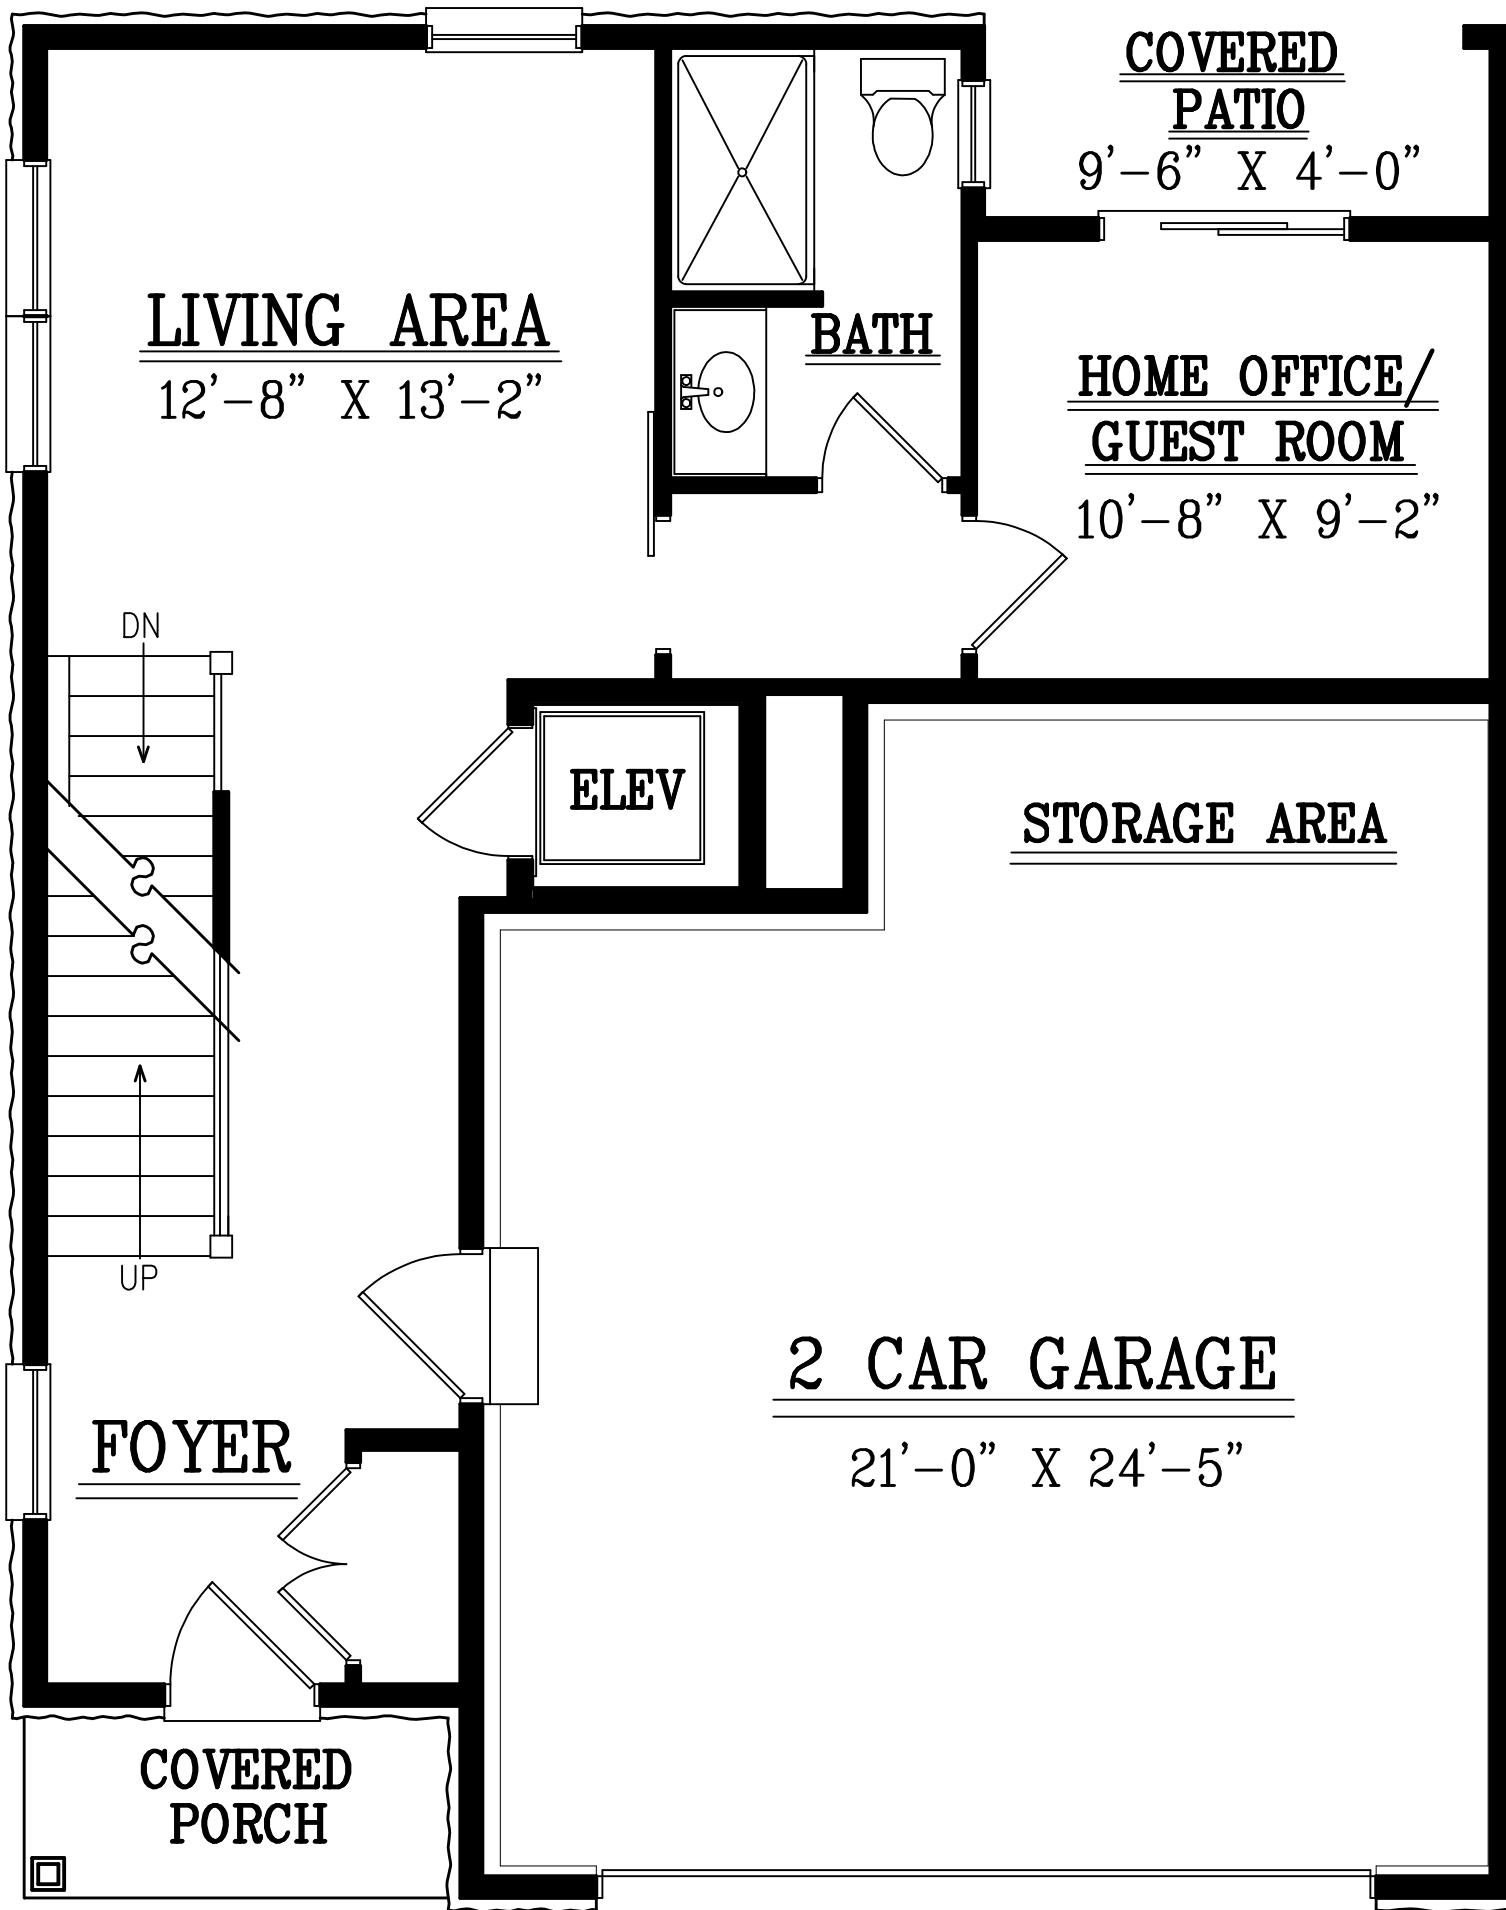 COVERED
PATIO
9'-6" X 4'-0"
LIVING AREA
12'-8" X 13'-2"
BATH
HOME OFFICE/
GUEST ROOM
10'-8" X 9'-2"
DN
ELEV
STORAGE AREA
UP
2 CAR GARAGE
21'-0" X 24'-5"
FOYER
COVERED
PORCH